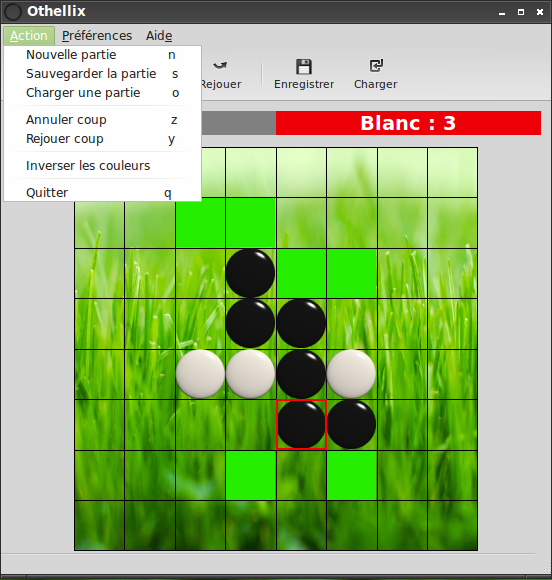 Othellix
Action Préférences Aide
Nouvelle partie n
Sauvegarder la partie s
Charger une partie o
Annuler coup z
Rejouer coup y
Inverser les couleurs
Quitter q
Rejouer Enregistrer Charger
Blanc : 3